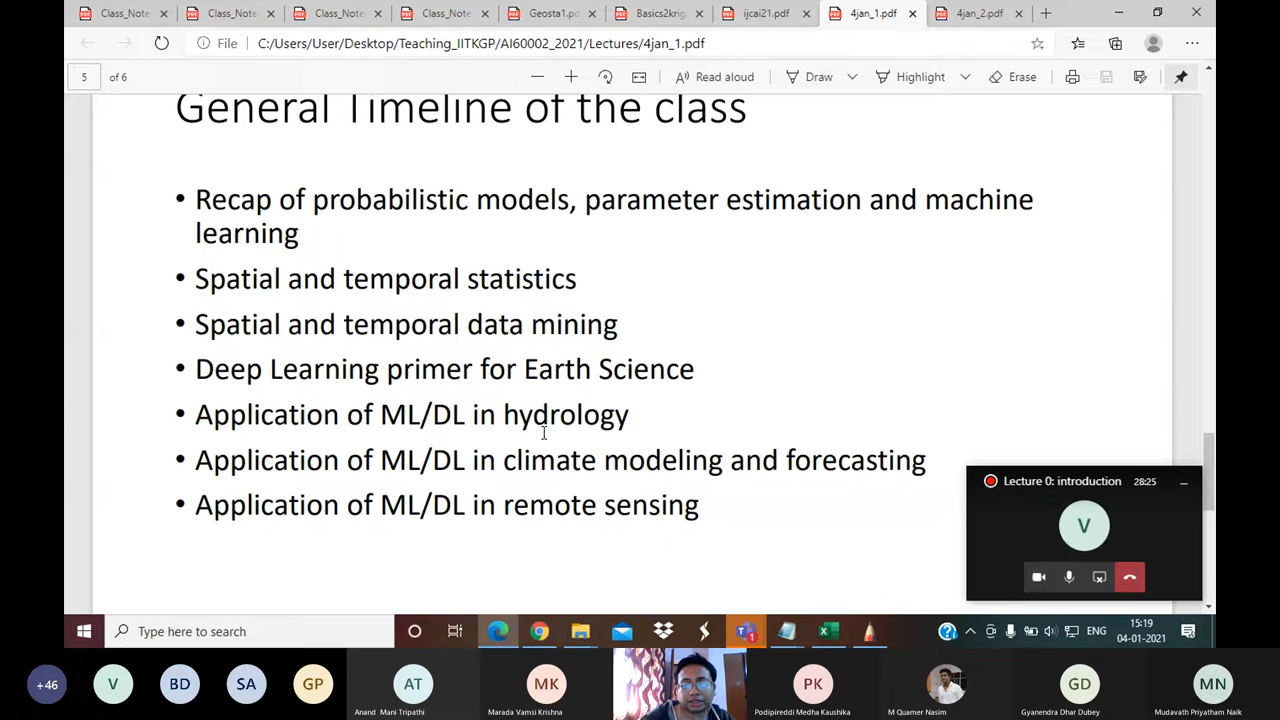 Class_Note
Class_Note
Class_Note
Class_Note
Geosta1.pd
Basics2krig
ijcai21.pdf
4jan_1.pdf
4jan_2.pdf
File
C:/Users/User/Desktop/Teaching_IITKGP/AI60002_2021/Lectures/4jan_1.pdf
5 of 6
Read aloud
Draw
Highlight
Erase
General Timeline of the class
• Recap of probabilistic models, parameter estimation and machine
learning
• Spatial and temporal statistics
• Spatial and temporal data mining
• Deep Learning primer for Earth Science
• Application of ML/DL in hydrology
• Application of ML/DL in climate modeling and forecasting
• Application of ML/DL in remote sensing
Lecture 0: introduction 28:25
V
Type here to search
1
ENG
15:19
04-01-2021
+46
V
BD
SA
GP
AT
Anand Mani Tripathi
MK
Marada Vamsi Krishna
PK
Podipireddi Medha Kaushika
M Quamer Nasim
GD
Gyanendra Dhar Dubey
MN
Mudavath Priyatham Naik